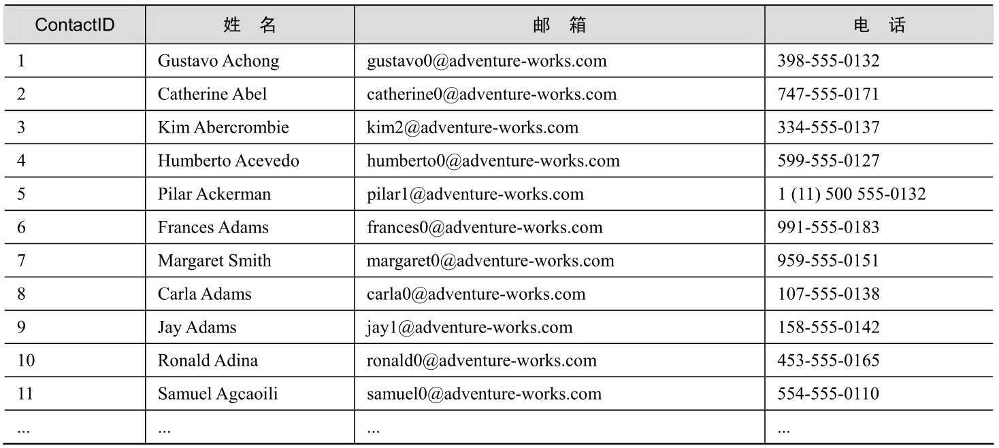 ContactID 姓 名 邮 箱 电 话
1 Gustavo Achong gustavo0@adventure-works.com 398-555-0132
2 Catherine Abel catherine0@adventure-works.com 747-555-0171
3 Kim Abercrombie kim2@adventure-works.com 334-555-0137
4 Humberto Acevedo humberto0@adventure-works.com 599-555-0127
5 Pilar Ackerman pilar1@adventure-works.com 1 (11) 500 555-0132
6 Frances Adams frances0@adventure-works.com 991-555-0183
7 Margaret Smith margaret0@adventure-works.com 959-555-0151
8 Carla Adams carla0@adventure-works.com 107-555-0138
9 Jay Adams jay1@adventure-works.com 158-555-0142
10 Ronald Adina ronald0@adventure-works.com 453-555-0165
11 Samuel Agcaoili samuel0@adventure-works.com 554-555-0110
... ... ... ...